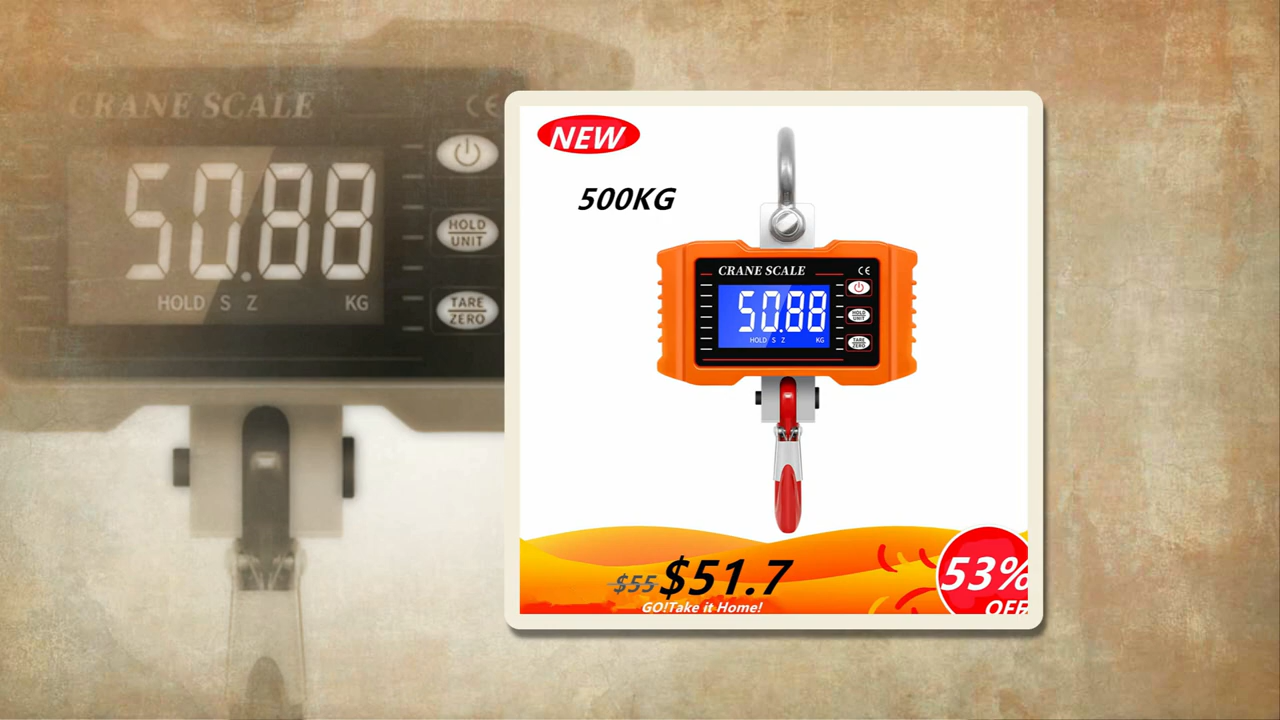 CRANE SCALE CE
50.88
HOLD UNIT
HOLD S Z KG
TARE ZERO
NEW
500KG
CRANE SCALE CE
50.88
HOLD UNIT
HOLD S Z KG
TARE ZERO
$55 $51.7
GO!Take it Home!
53%
OFF